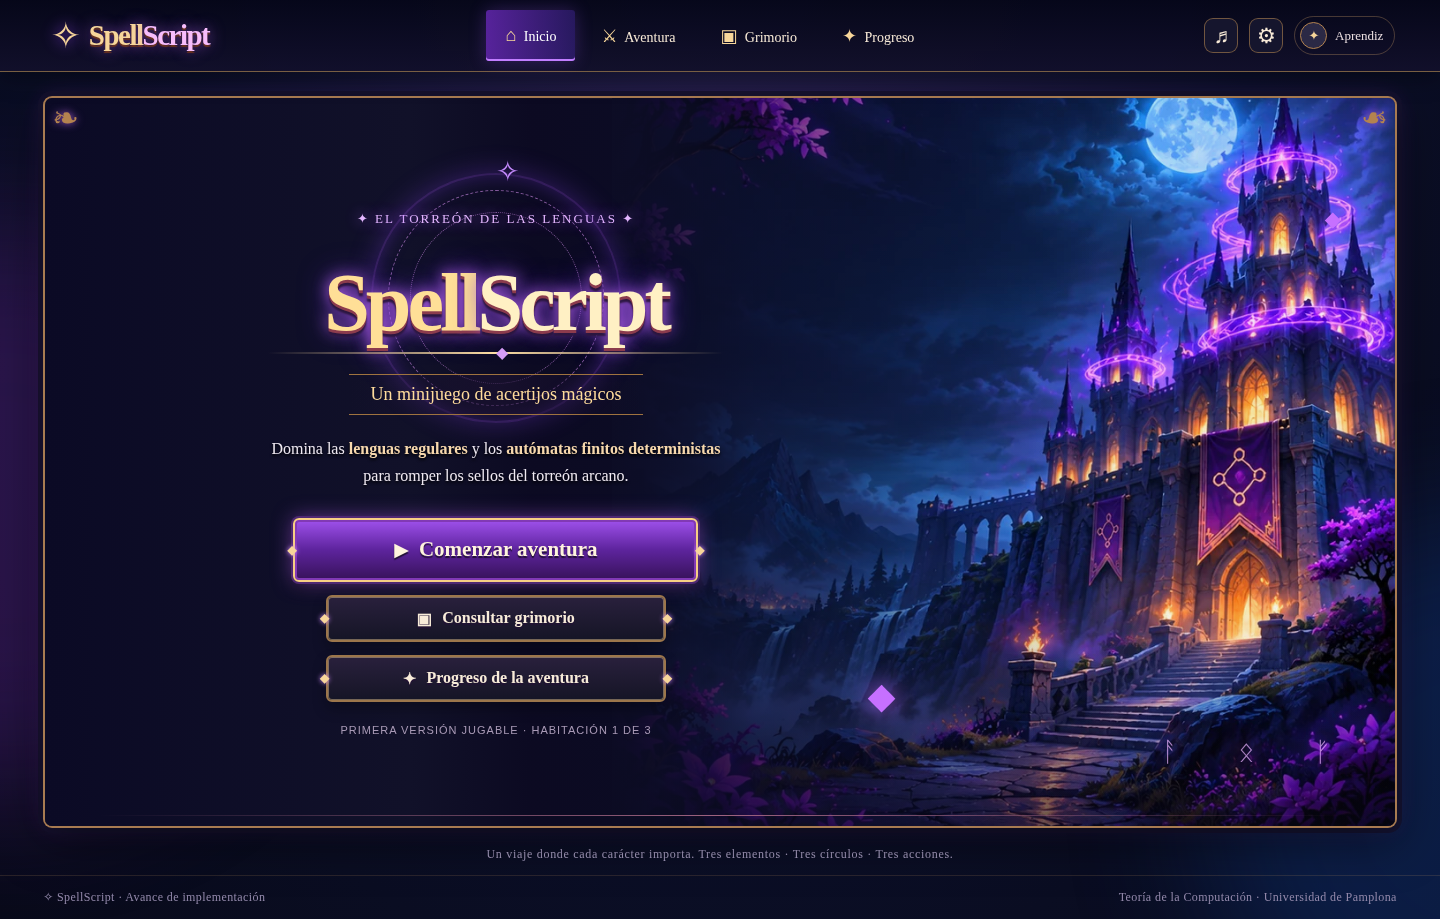 ✧ SpellScript
⌂ Inicio
⚔ Aventura
▣ Grimorio
✦ Progreso
♬
⚙
✦ Aprendiz
✦ EL TORREÓN DE LAS LENGUAS ✦
SpellScript
Un minijuego de acertijos mágicos
Domina las lenguas regulares y los autómatas finitos deterministas
para romper los sellos del torreón arcano.
▶ Comenzar aventura
▣ Consultar grimorio
✦ Progreso de la aventura
PRIMERA VERSIÓN JUGABLE · HABITACIÓN 1 DE 3
ᚨ ᛟ ᚠ
Un viaje donde cada carácter importa. Tres elementos · Tres círculos · Tres acciones.
✧ SpellScript · Avance de implementación
Teoría de la Computación · Universidad de Pamplona